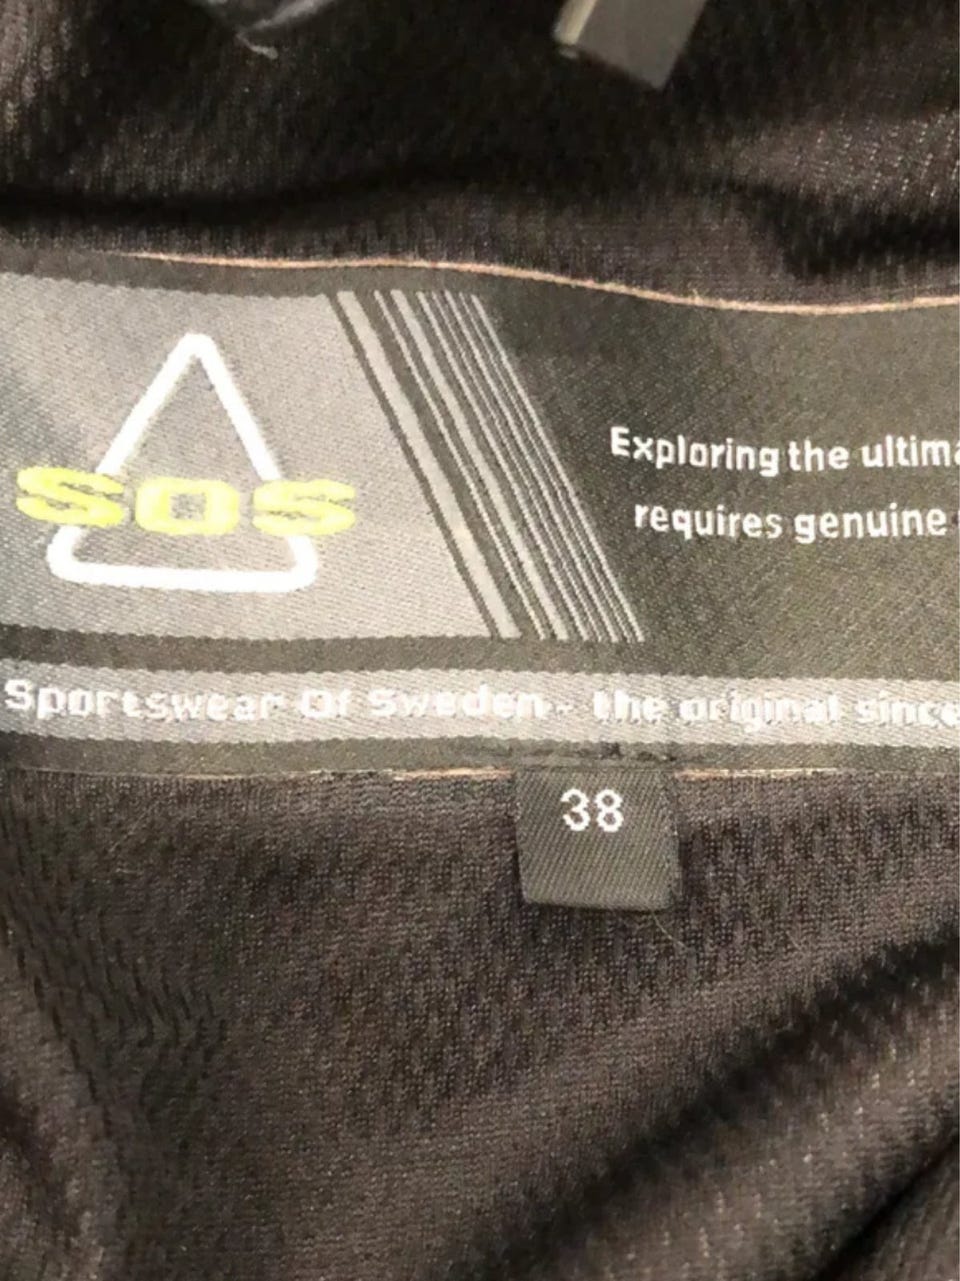 SOS
Exploring the ultima
requires genuine
Sportswear Of Sweden - the original since
38